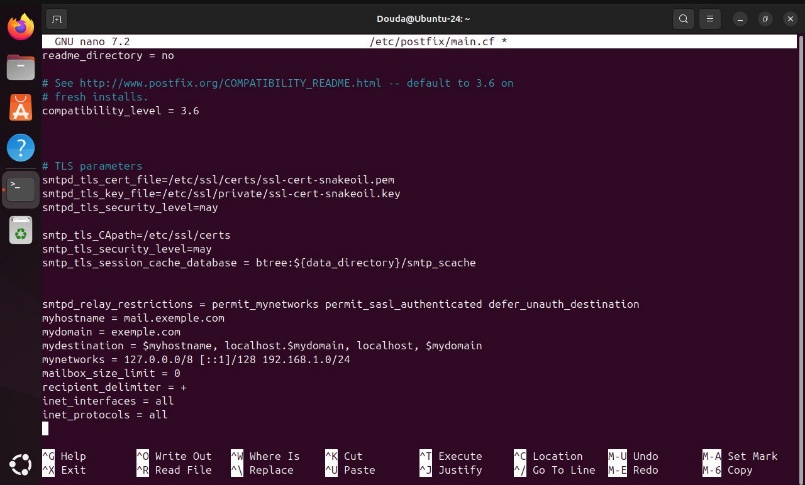 Douda@Ubuntu-24: ~
GNU nano 7.2 /etc/postfix/main.cf *
readme_directory = no
# See http://www.postfix.org/COMPATIBILITY_README.html -- default to 3.6 on
# fresh installs.
compatibility_level = 3.6
# TLS parameters
smtpd_tls_cert_file=/etc/ssl/certs/ssl-cert-snakeoil.pem
smtpd_tls_key_file=/etc/ssl/private/ssl-cert-snakeoil.key
smtpd_tls_security_level=may
smtp_tls_CApath=/etc/ssl/certs
smtp_tls_security_level=may
smtp_tls_session_cache_database = btree:${data_directory}/smtp_scache
smtpd_relay_restrictions = permit_mynetworks permit_sasl_authenticated defer_unauth_destination
myhostname = mail.exemple.com
mydomain = exemple.com
mydestination = $myhostname, localhost.$mydomain, localhost, $mydomain
mynetworks = 127.0.0.0/8 [::1]/128 192.168.1.0/24
mailbox_size_limit = 0
recipient_delimiter = +
inet_interfaces = all
inet_protocols = all
^G Help ^O Write Out ^W Where Is ^K Cut ^T Execute ^C Location M-U Undo M-A Set Mark
^X Exit ^R Read File ^\ Replace ^U Paste ^J Justify ^/ Go To Line M-E Redo M-6 Copy